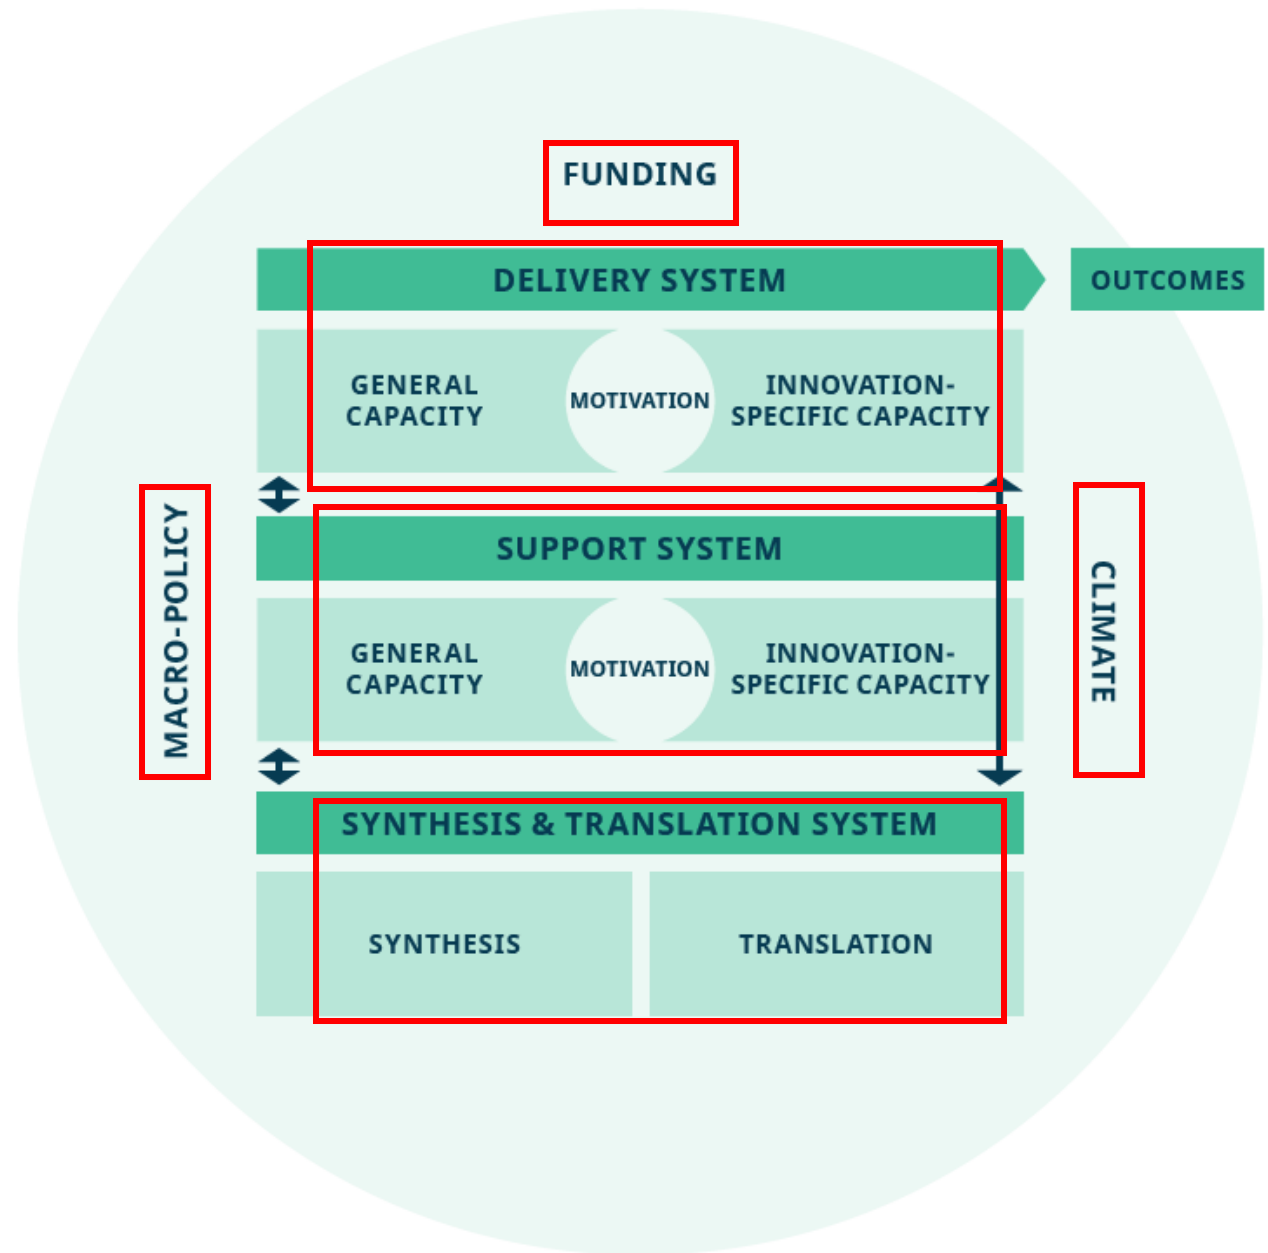 FUNDING
DELIVERY SYSTEM
OUTCOMES
GENERAL
CAPACITY
MOTIVATION
INNOVATION-
SPECIFIC CAPACITY
MACRO-POLICY
SUPPORT SYSTEM
GENERAL
CAPACITY
MOTIVATION
INNOVATION-
SPECIFIC CAPACITY
CLIMATE
SYNTHESIS & TRANSLATION SYSTEM
SYNTHESIS
TRANSLATION